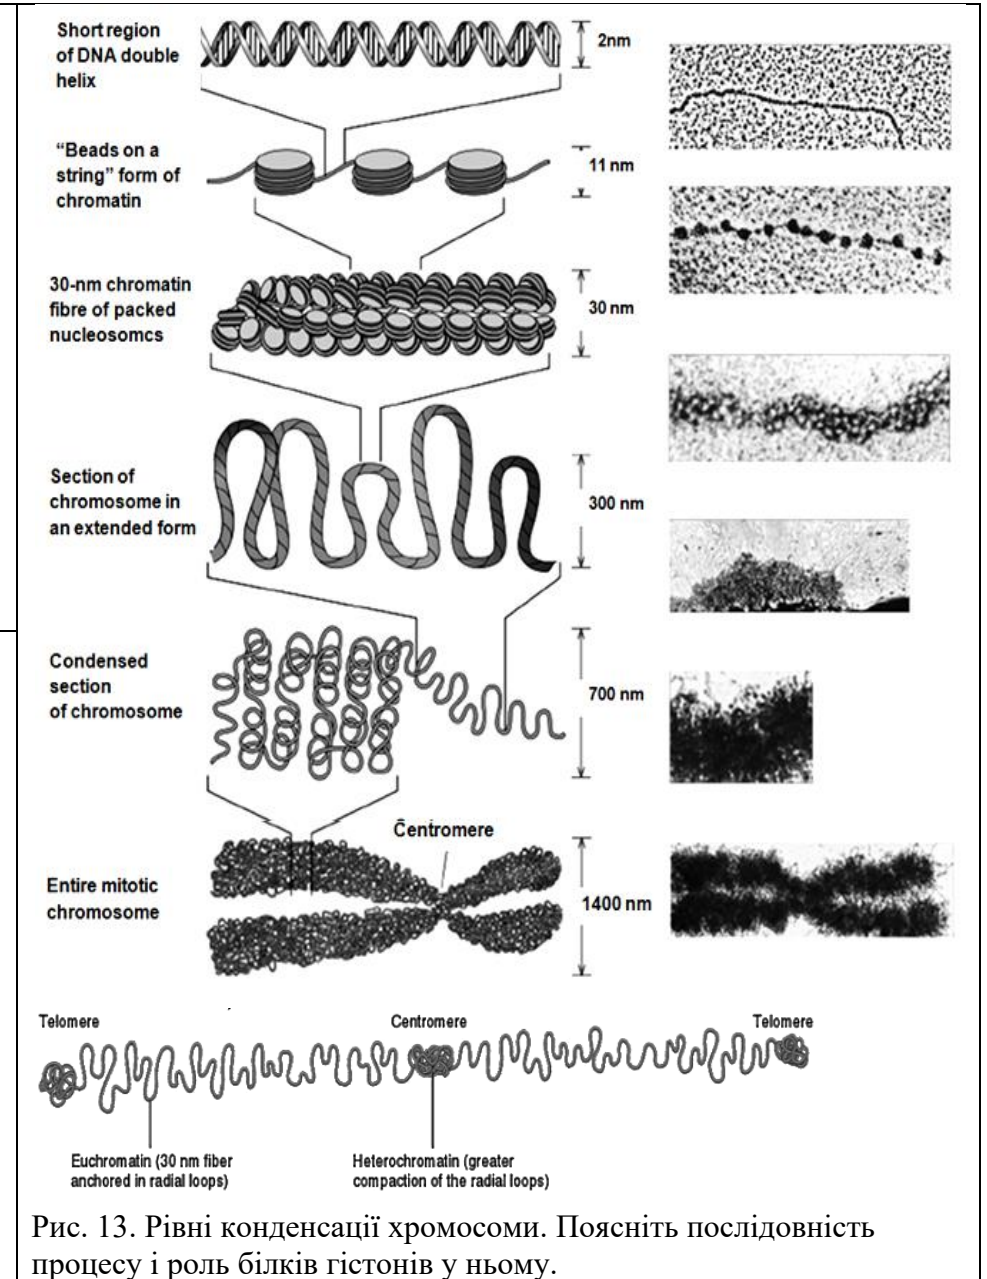 Short region
of DNA double
helix
2nm
“Beads on a
string” form of
chromatin
11 nm
30-nm chromatin
fibre of packed
nucleosomcs
30 nm
Section of
chromosome in
an extended form
300 nm
Condensed
section
of chromosome
700 nm
Centromere
Entire mitotic
chromosome
1400 nm
Telomere
Centromere
Telomere
Euchromatin (30 nm fiber
anchored in radial loops)
Heterochromatin (greater
compaction of the radial loops)
Рис. 13. Рівні конденсації хромосоми. Поясніть послідовність
процесу і роль білків гістонів у ньому.